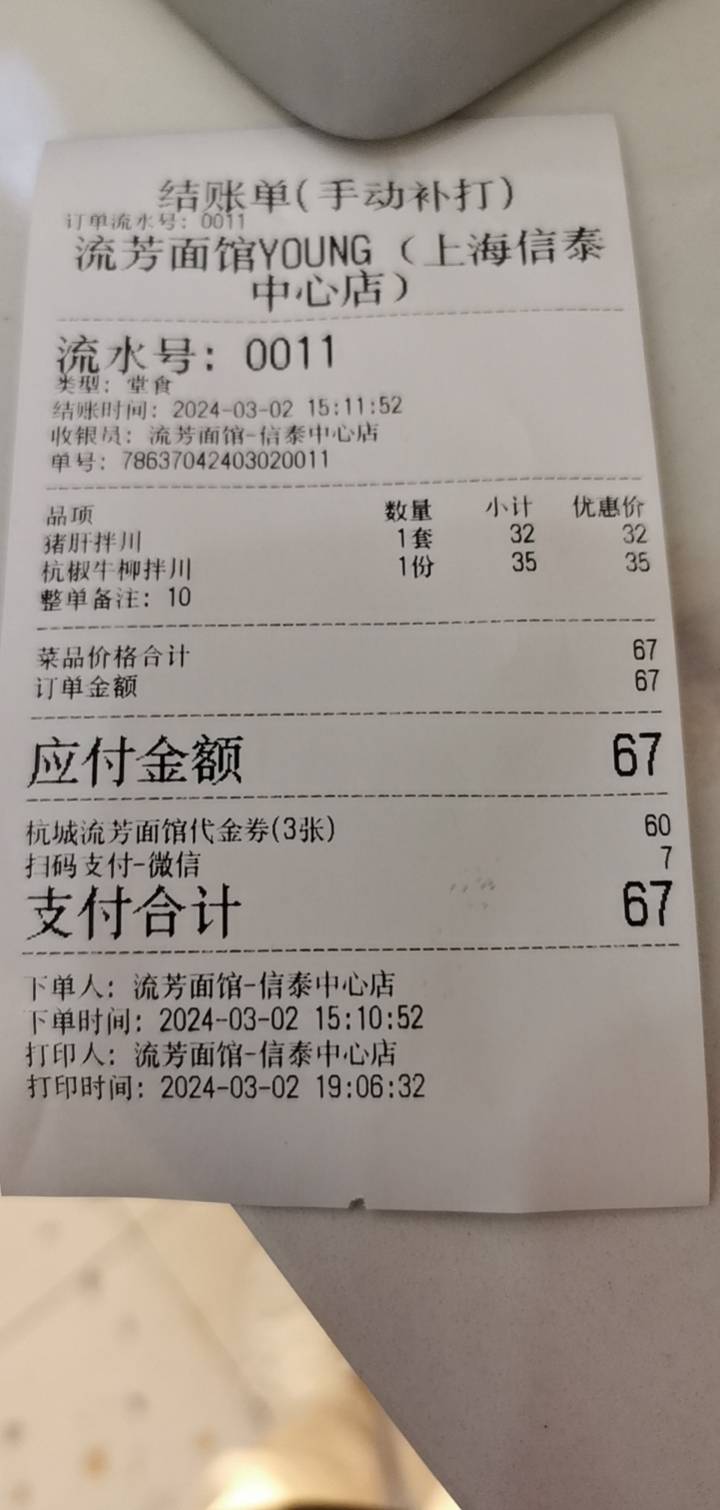 结账单(手动补打)
订单流水号: 0011
流芳面馆YOUNG（上海信泰
中心店）
流水号: 0011
类型: 堂食
结账时间: 2024-03-02 15:11:52
收银员: 流芳面馆-信泰中心店
单号: 78637042403020011
品项 数量 小计 优惠价
猪肝拌川 1套 32 32
杭椒牛柳拌川 1份 35 35
整单备注: 10
菜品价格合计 67
订单金额 67
应付金额 67
杭城流芳面馆代金券(3张) 60
扫码支付-微信 7
支付合计 67
下单人: 流芳面馆-信泰中心店
下单时间: 2024-03-02 15:10:52
打印人: 流芳面馆-信泰中心店
打印时间: 2024-03-02 19:06:32